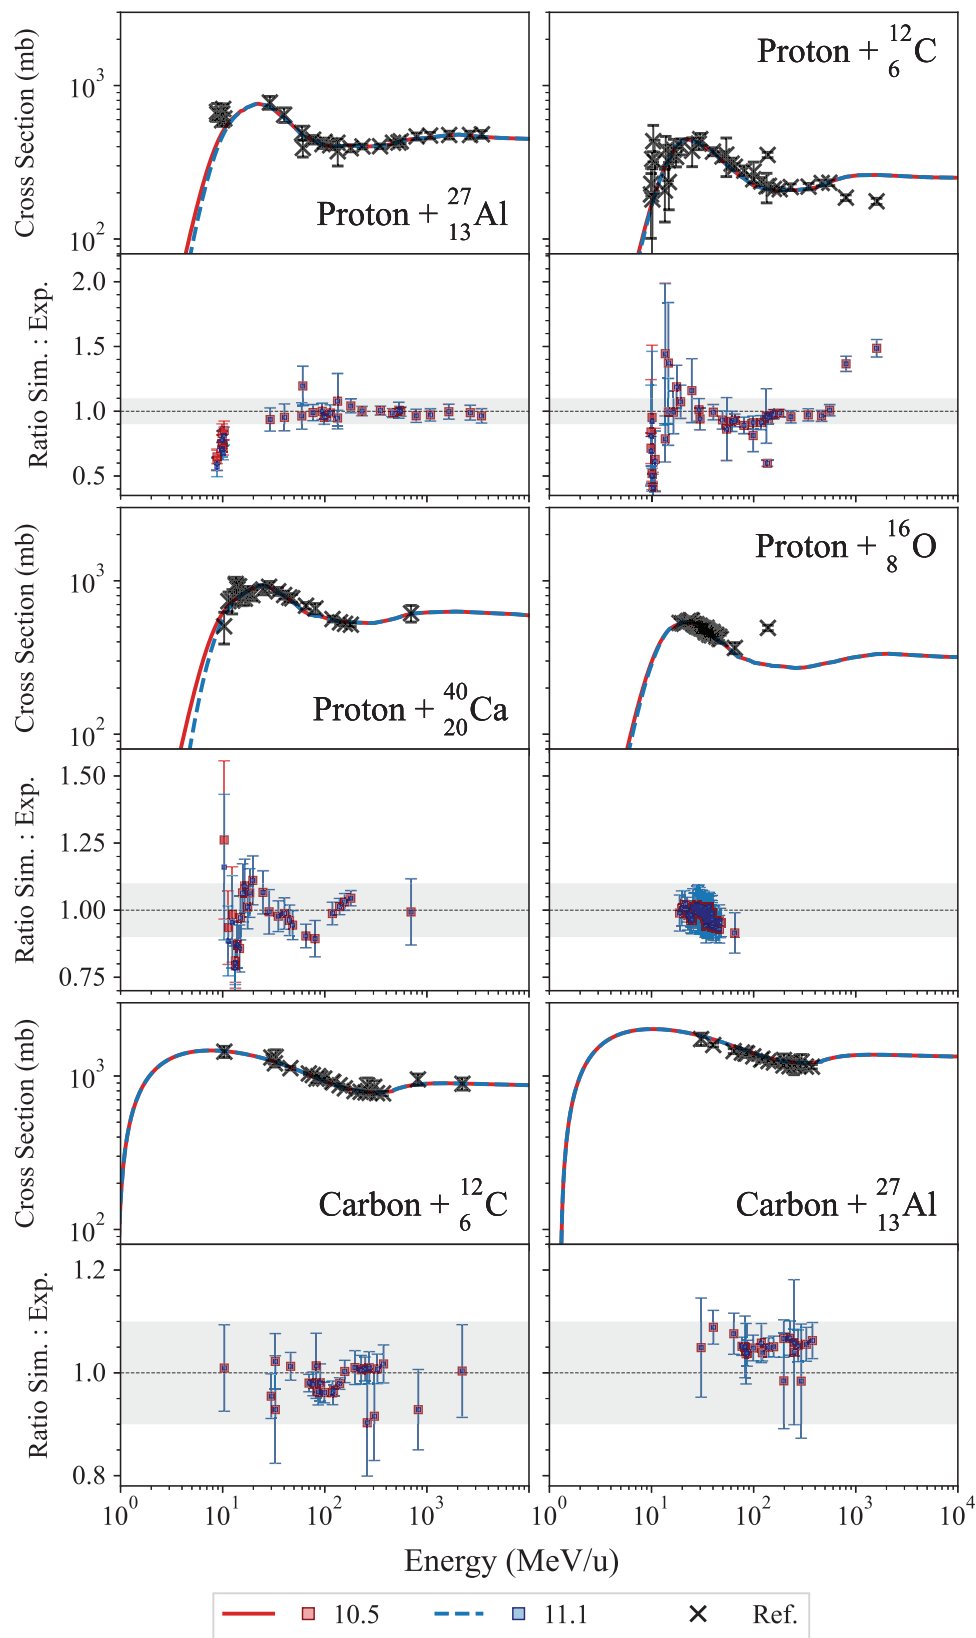 Cross Section (mb)
10^3
10^2
Proton + ^{27}_{13}Al
Proton + ^{12}_{6}C
Ratio Sim. : Exp.
2.0
1.5
1.0
0.5
Cross Section (mb)
10^3
10^2
Proton + ^{40}_{20}Ca
Proton + ^{16}_{8}O
Ratio Sim. : Exp.
1.50
1.25
1.00
0.75
Cross Section (mb)
10^3
10^2
Carbon + ^{12}_{6}C
Carbon + ^{27}_{13}Al
Ratio Sim. : Exp.
1.2
1.0
0.8
10^0 10^1 10^2 10^3 10^0 10^1 10^2 10^3 10^4
Energy (MeV/u)
10.5 11.1 Ref.